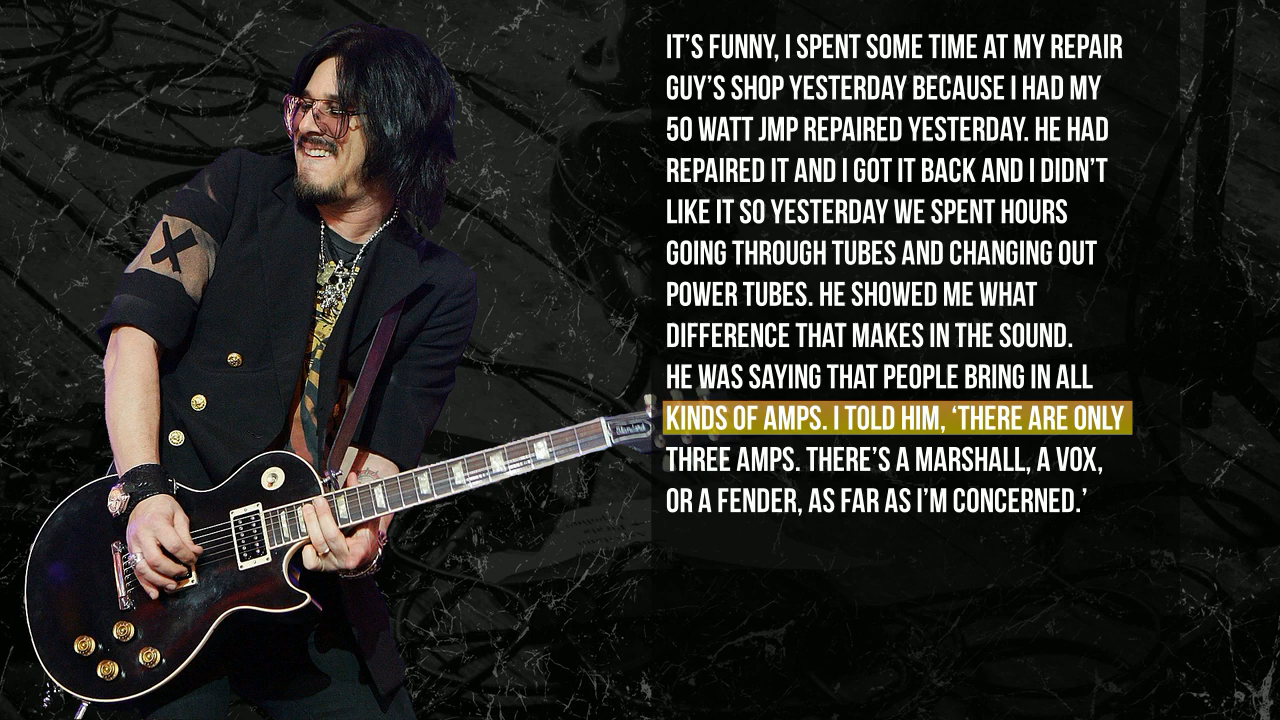 IT'S FUNNY, I SPENT SOME TIME AT MY REPAIR
GUY'S SHOP YESTERDAY BECAUSE I HAD MY
50 WATT JMP REPAIRED YESTERDAY. HE HAD
REPAIRED IT AND I GOT IT BACK AND I DIDN'T
LIKE IT SO YESTERDAY WE SPENT HOURS
GOING THROUGH TUBES AND CHANGING OUT
POWER TUBES. HE SHOWED ME WHAT
DIFFERENCE THAT MAKES IN THE SOUND.
HE WAS SAYING THAT PEOPLE BRING IN ALL
KINDS OF AMPS. I TOLD HIM, ‘THERE ARE ONLY
THREE AMPS. THERE'S A MARSHALL, A VOX,
OR A FENDER, AS FAR AS I'M CONCERNED.’